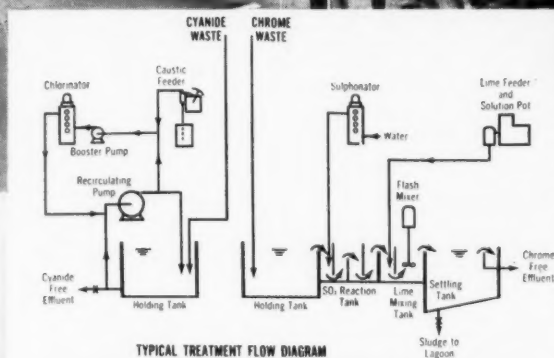 CYANIDE
WASTE
CHROME
WASTE
Chlorinator
Caustic
Feeder
Booster Pump
Recirculating
Pump
Cyanide
Free
Effluent
Holding Tank
Sulphonator
Water
Lime Feeder
and
Solution Pot
Flash
Mixer
Holding Tank
SO₂ Reaction
Tank
Lime
Mixing
Tank
Settling
Tank
Chrome
Free
Effluent
Sludge to
Lagoon
TYPICAL TREATMENT FLOW DIAGRAM